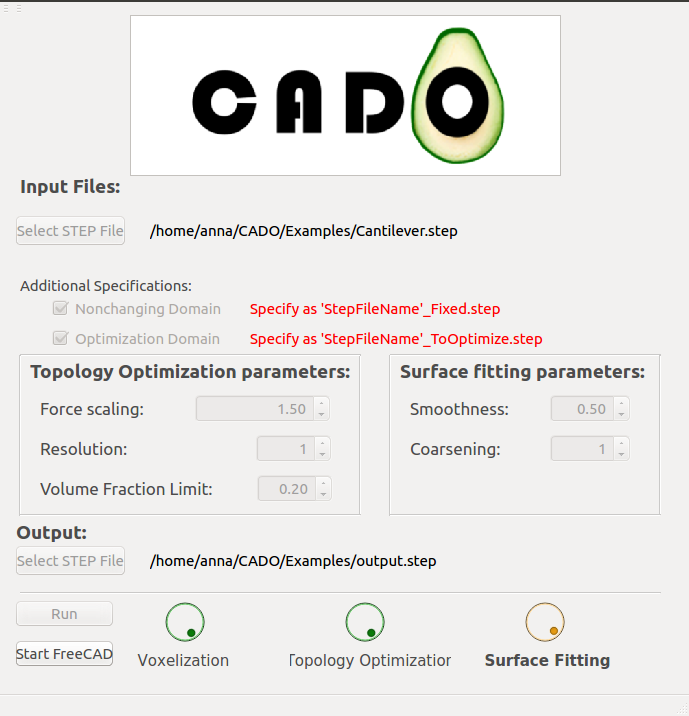 CADO
Input Files:
Select STEP File /home/anna/CADO/Examples/Cantilever.step
Additional Specifications:
Nonchanging Domain Specify as 'StepFileName'_Fixed.step
Optimization Domain Specify as 'StepFileName'_ToOptimize.step
Topology Optimization parameters:
Force scaling: 1.50
Resolution: 1
Volume Fraction Limit: 0.20
Surface fitting parameters:
Smoothness: 0.50
Coarsening: 1
Output:
Select STEP File /home/anna/CADO/Examples/output.step
Run
Start FreeCAD
Voxelization
Topology Optimization
Surface Fitting